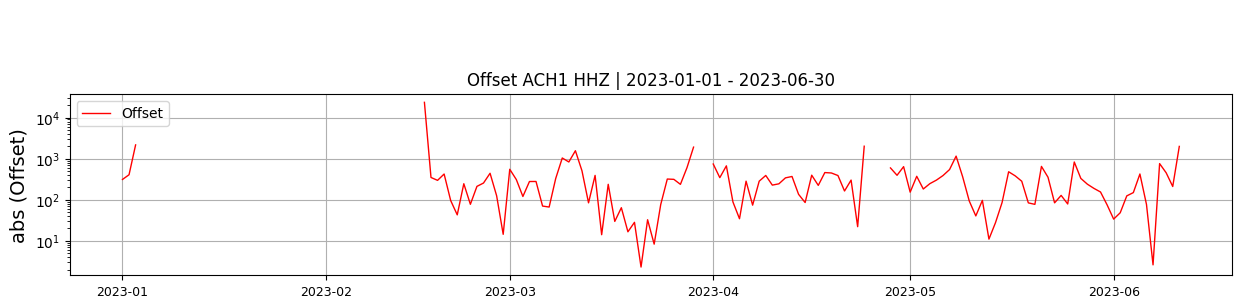 Offset ACH1 HHZ | 2023-01-01 - 2023-06-30
Offset
abs (Offset)
10^4
10^3
10^2
10^1
2023-01 2023-02 2023-03 2023-04 2023-05 2023-06